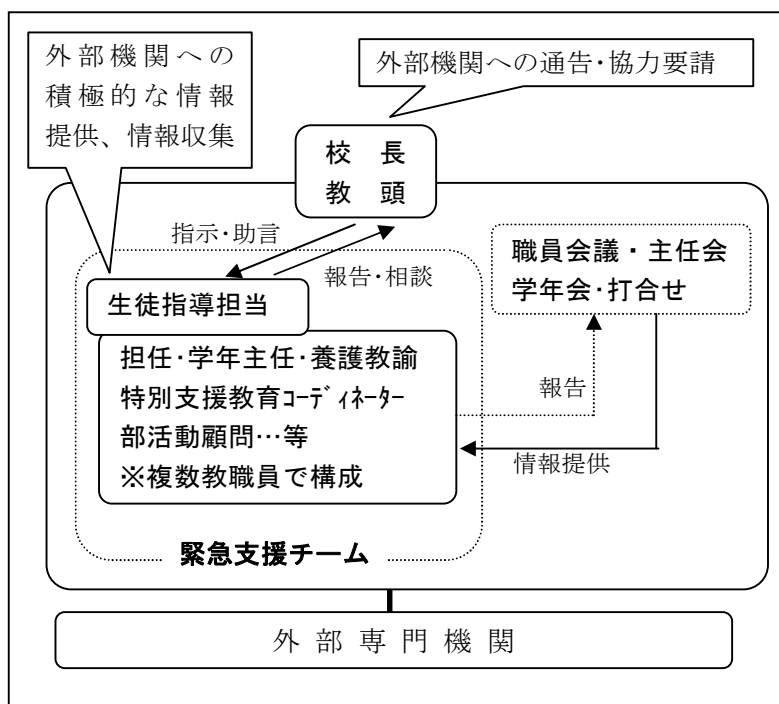 外部機関への
積極的な情報
提供、情報収集
外部機関への通告・協力要請
校　長
教　頭
指示・助言
報告・相談
職員会議・主任会
学年会・打合せ
生徒指導担当
担任・学年主任・養護教諭
特別支援教育ｺｰﾃﾞｨﾈｰﾀｰ
部活動顧問…等
※複数教職員で構成
報告
情報提供
緊急支援チーム
外 部 専 門 機 関